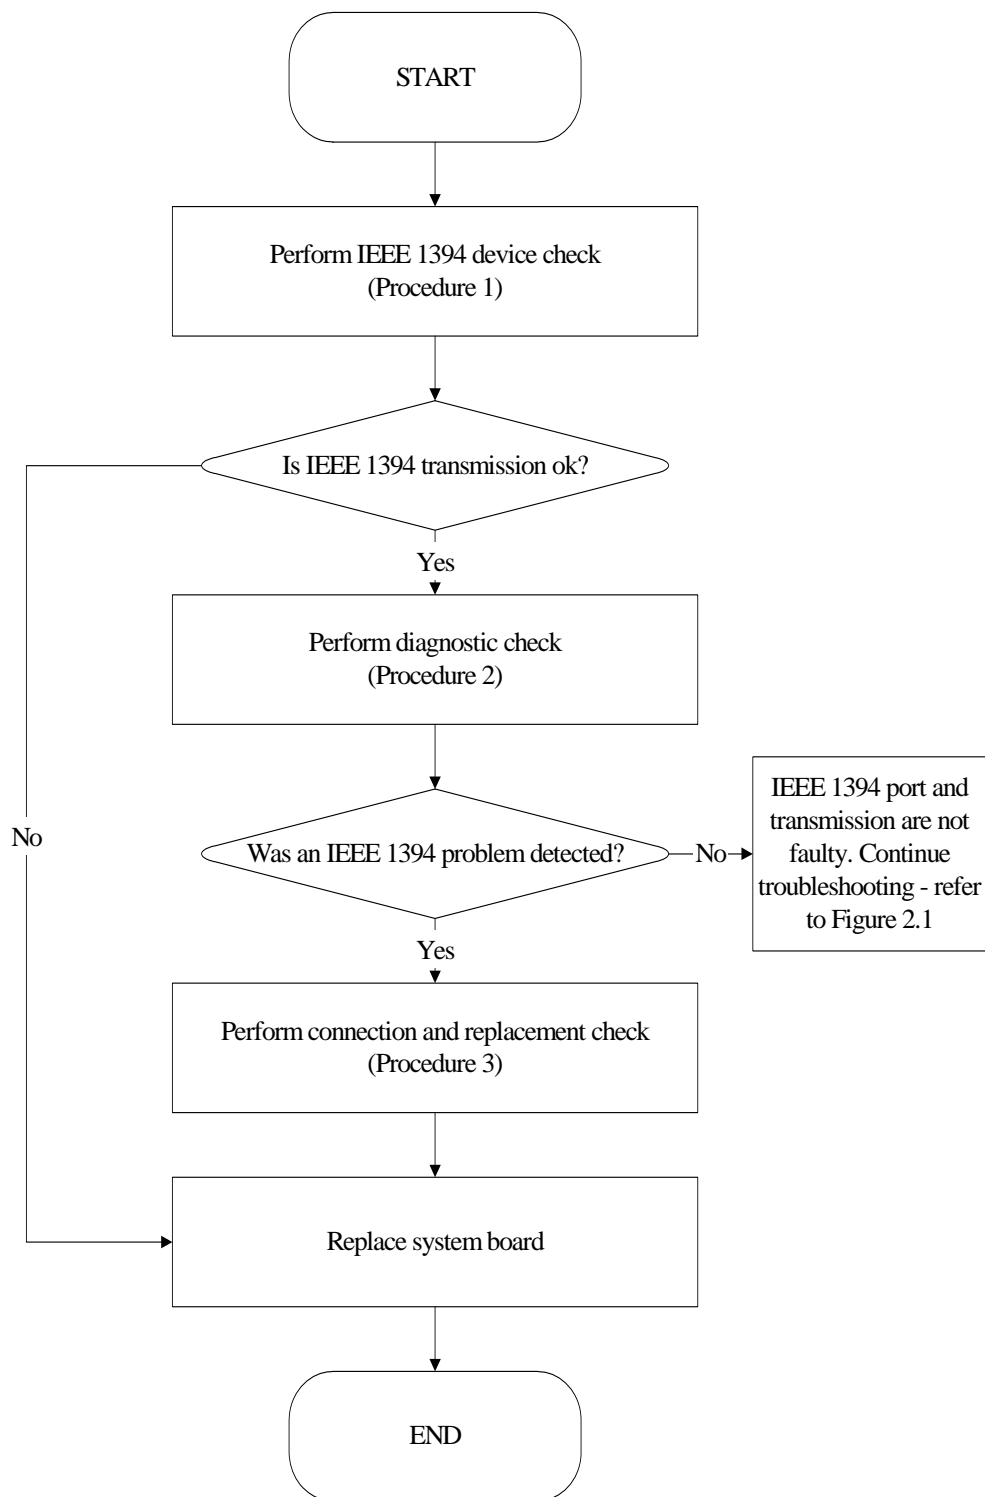 START
Perform IEEE 1394 device check
(Procedure 1)
Is IEEE 1394 transmission ok?
Yes
Perform diagnostic check
(Procedure 2)
No
Was an IEEE 1394 problem detected?
No
IEEE 1394 port and
transmission are not
faulty. Continue
troubleshooting - refer
to Figure 2.1
Yes
Perform connection and replacement check
(Procedure 3)
Replace system board
END